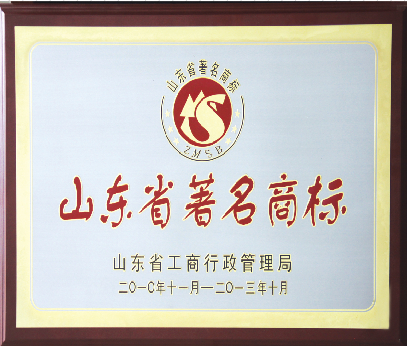 山东省著名商标
ZMSB
山东省著名商标
山东省工商行政管理局
二〇一〇年十一月—二〇一三年十月